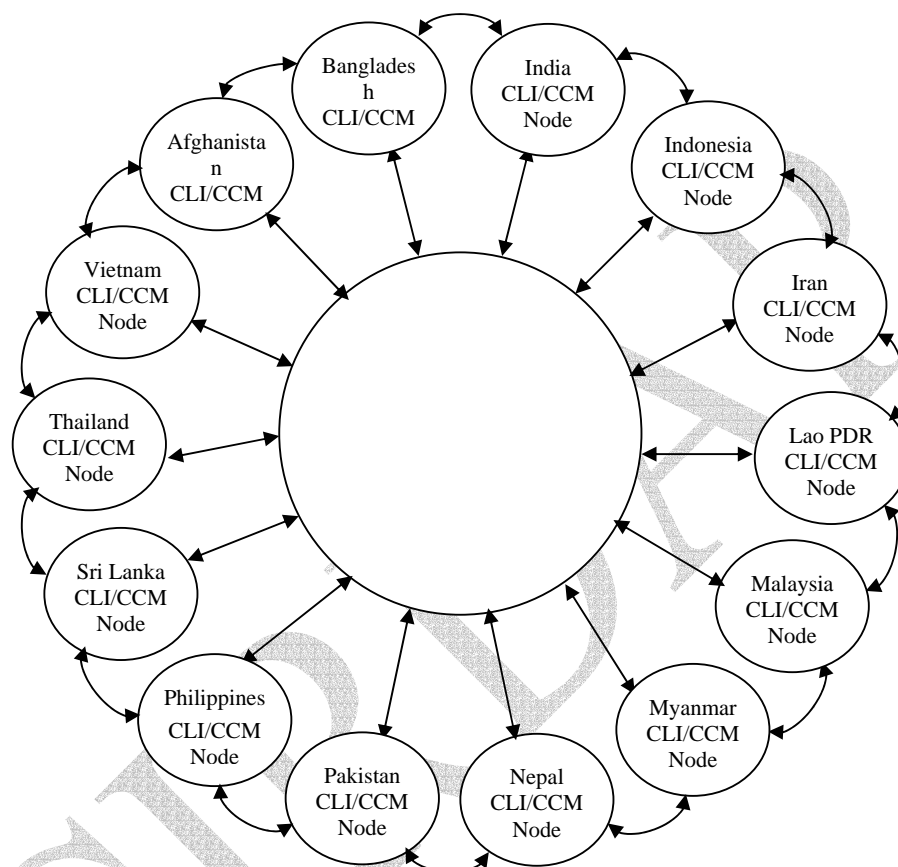 Banglades
h
CLI/CCM
India
CLI/CCM
Node
Indonesia
CLI/CCM
Node
Iran
CLI/CCM
Node
Lao PDR
CLI/CCM
Node
Malaysia
CLI/CCM
Node
Myanmar
CLI/CCM
Node
Nepal
CLI/CCM
Node
Pakistan
CLI/CCM
Node
Philippines
CLI/CCM
Node
Sri Lanka
CLI/CCM
Node
Thailand
CLI/CCM
Node
Vietnam
CLI/CCM
Node
Afghanista
n
CLI/CCM